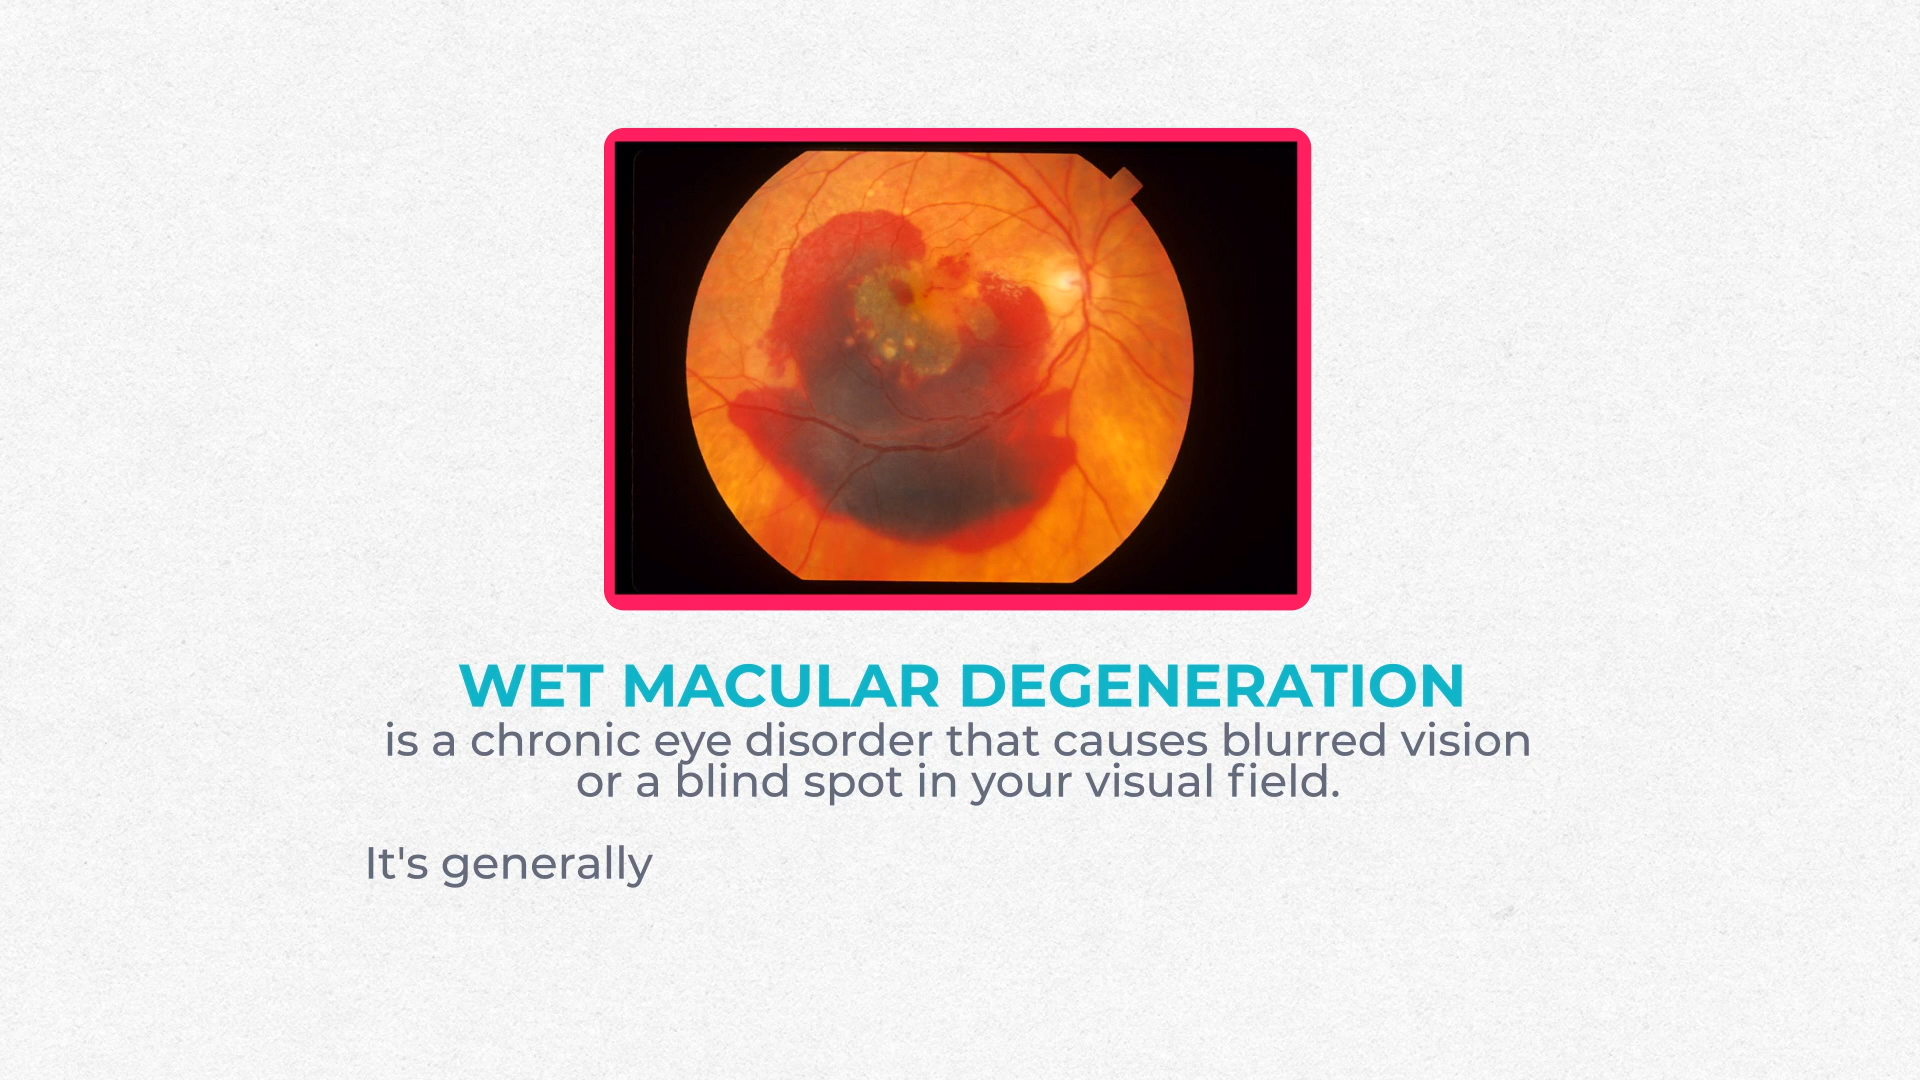 WET MACULAR DEGENERATION
is a chronic eye disorder that causes blurred vision
or a blind spot in your visual field.
It's generally